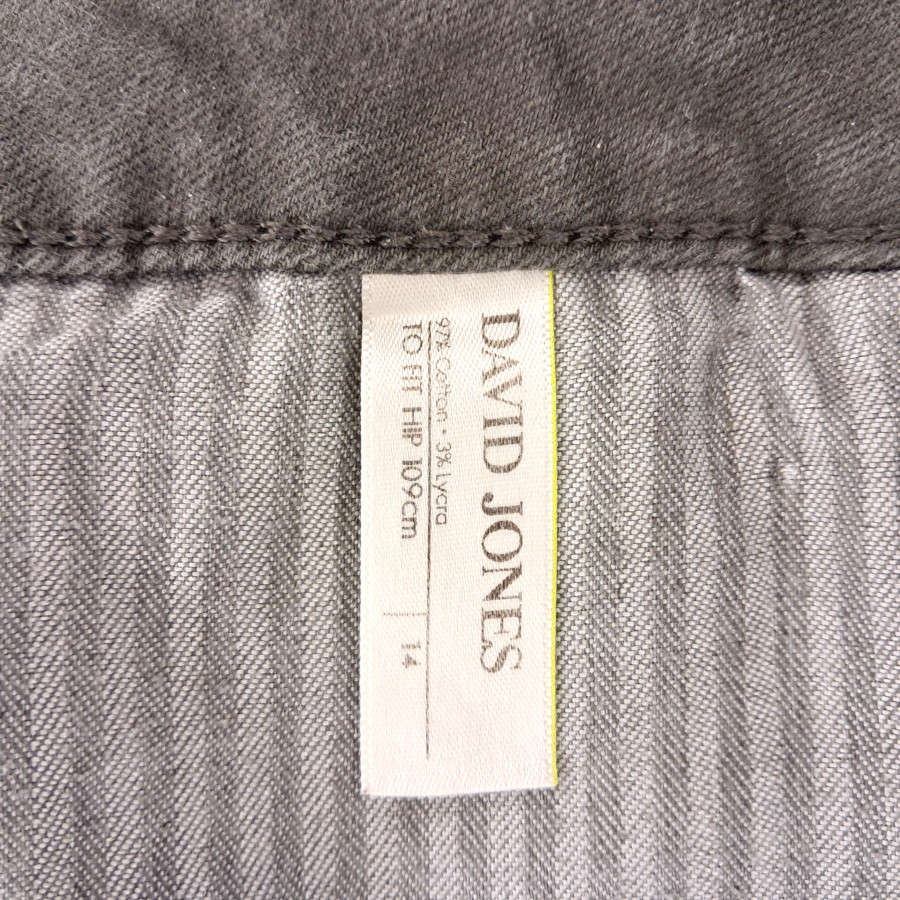 DAVID JONES
97% Cotton • 3% Lycra
TO FIT HIP 109cm | 14